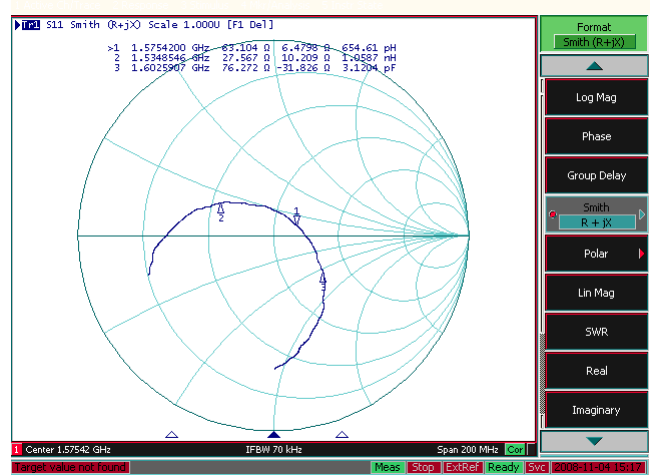 Tr1 S11 Smith (R+jX) Scale 1.000U [F1 Del]
>1 1.5754200 GHz 63.104 Ω 6.4798 Ω 654.61 pH
2 1.5348546 GHz 27.567 Ω 10.209 Ω 1.0587 nH
3 1.6025907 GHz 76.272 Ω -31.826 Ω 3.1204 pF
1
2
3
1 Center 1.57542 GHz IFBW 70 kHz Span 200 MHz Cor
Target value not found Meas Stop ExtRef Ready Svc 2008-11-04 15:17
Format
Smith (R+jX)
Log Mag
Phase
Group Delay
Smith
R + jX
Polar
Lin Mag
SWR
Real
Imaginary